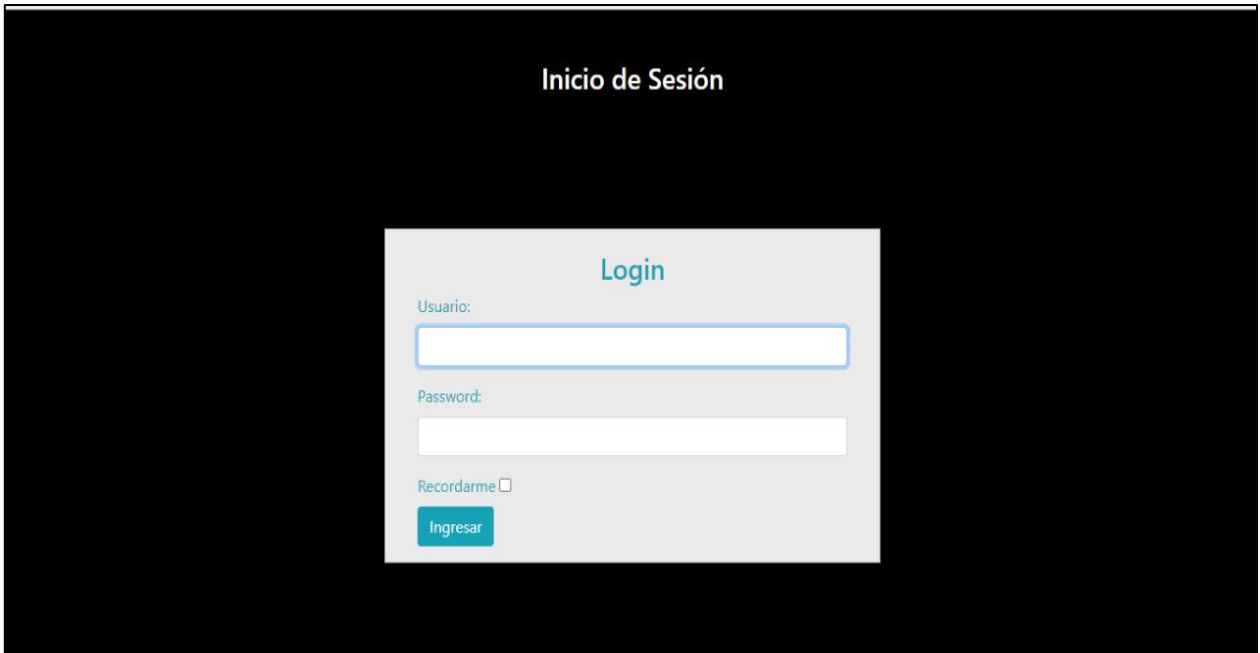 Inicio de Sesión
Login
Usuario:
Password:
Recordarme
Ingresar